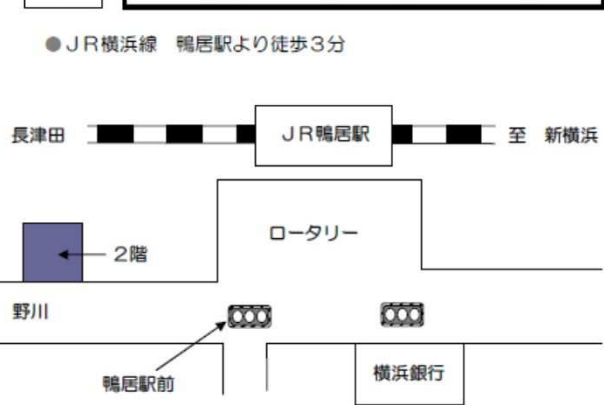 ●JR横浜線　鴨居駅より徒歩3分
長津田
JR鴨居駅
至　新横浜
ロータリー
2階
野川
鴨居駅前
横浜銀行